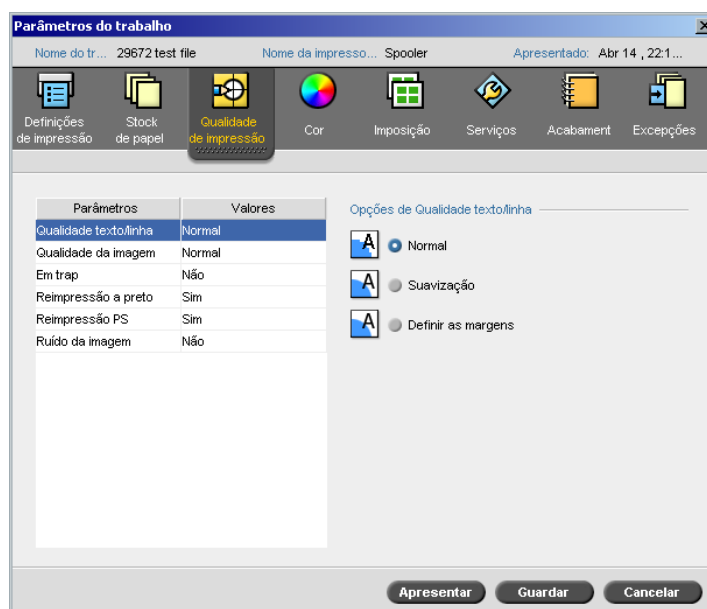 Parâmetros do trabalho
Nome do tr... 29672 test file Nome da impresso... Spooler Apresentado: Abr 14 , 22:1...
Definições de impressão
Stock de papel
Qualidade de impressão
Cor
Imposição
Serviços
Acabament
Excepções
Parâmetros Valores
Qualidade texto/linha Normal
Qualidade da imagem Normal
Em trap Não
Reimpressão a preto Sim
Reimpressão PS Sim
Ruído da imagem Não
Opções de Qualidade texto/linha
A Normal
A Suavização
A Definir as margens
Apresentar Guardar Cancelar